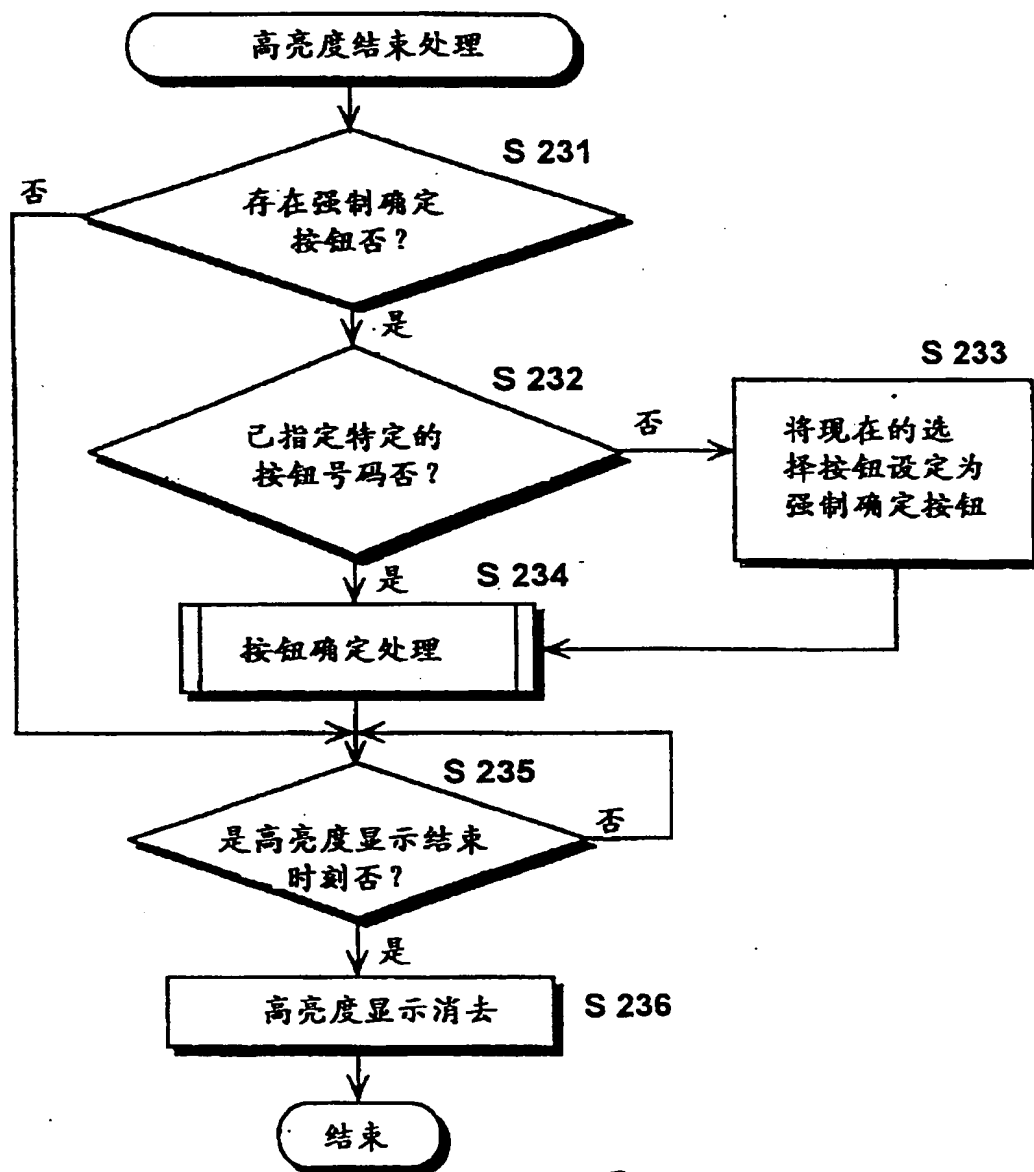 高亮度结束处理
S 231
否
存在强制确定
按钮否？
是
S 232
S 233
已指定特定的
按钮号码否？
否
将现在的选
择按钮设定为
强制确定按钮
是
S 234
按钮确定处理
S 235
是高亮度显示结束
时刻否？
否
是
高亮度显示消去
S 236
结束